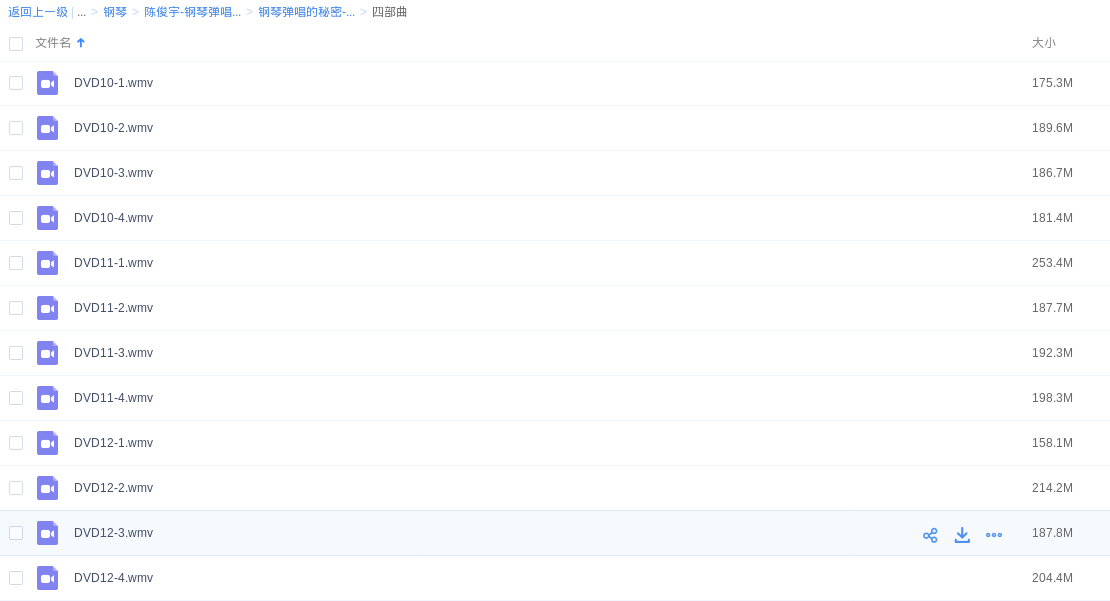 返回上一级 | ... > 钢琴 > 陈俊宇-钢琴弹唱... > 钢琴弹唱的秘密-... > 四部曲
文件名 大小
DVD10-1.wmv 175.3M
DVD10-2.wmv 189.6M
DVD10-3.wmv 186.7M
DVD10-4.wmv 181.4M
DVD11-1.wmv 253.4M
DVD11-2.wmv 187.7M
DVD11-3.wmv 192.3M
DVD11-4.wmv 198.3M
DVD12-1.wmv 158.1M
DVD12-2.wmv 214.2M
DVD12-3.wmv 187.8M
DVD12-4.wmv 204.4M